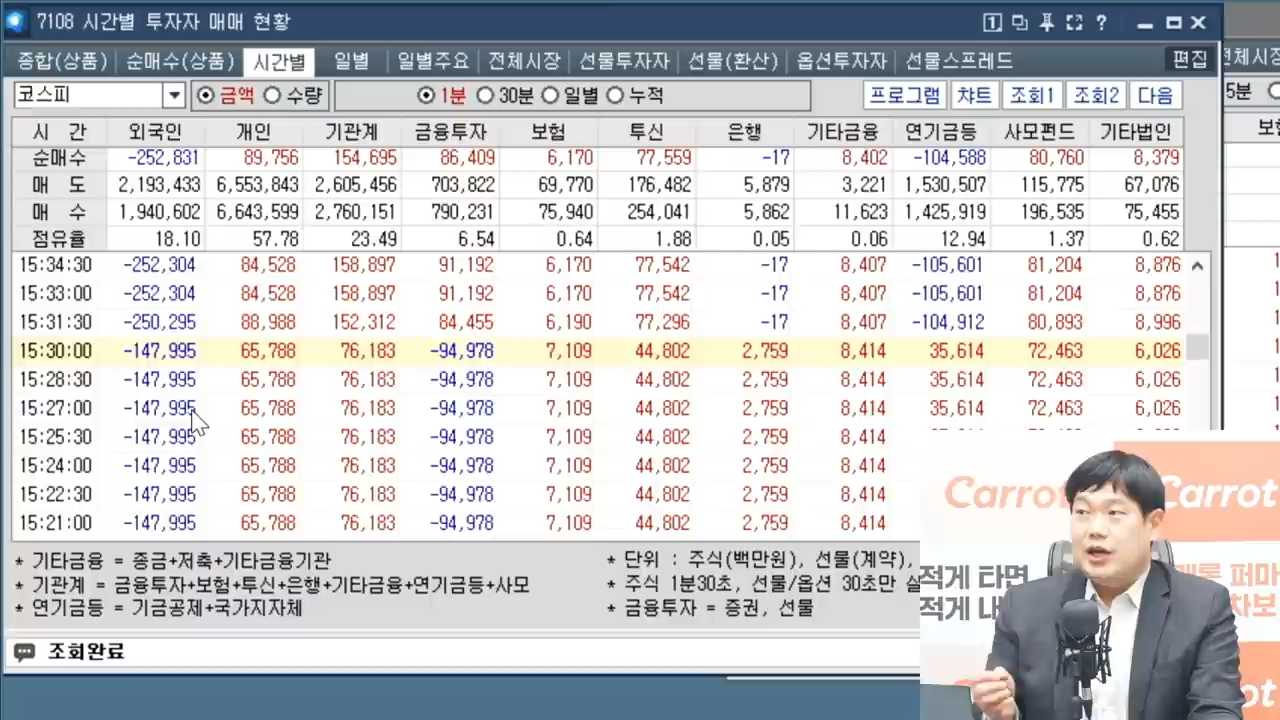 7108 시간별 투자자 매매 현황
종합(상품) 순매수(상품) 시간별 일별 일별주요 전체시장 선물투자자 선물(환산) 옵션투자자 선물스프레드 편집 전체시장
코스피 금액 수량 1분 30분 일별 누적 프로그램 챠트 조회1 조회2 다음 5분
시 간 외국인 개인 기관계 금융투자 보험 투신 은행 기타금융 연기금등 사모펀드 기타법인
순매수 -252,831 89,756 154,695 86,409 6,170 77,559 -17 8,402 -104,588 80,760 8,379
매 도 2,193,433 6,553,843 2,605,456 703,822 69,770 176,482 5,879 3,221 1,530,507 115,775 67,076
매 수 1,940,602 6,643,599 2,760,151 790,231 75,940 254,041 5,862 11,623 1,425,919 196,535 75,455
점유율 18.10 57.78 23.49 6.54 0.64 1.88 0.05 0.06 12.94 1.37 0.62
15:34:30 -252,304 84,528 158,897 91,192 6,170 77,542 -17 8,407 -105,601 81,204 8,876
15:33:00 -252,304 84,528 158,897 91,192 6,170 77,542 -17 8,407 -105,601 81,204 8,876
15:31:30 -250,295 88,988 152,312 84,455 6,190 77,296 -17 8,407 -104,912 80,893 8,996
15:30:00 -147,995 65,788 76,183 -94,978 7,109 44,802 2,759 8,414 35,614 72,463 6,026
15:28:30 -147,995 65,788 76,183 -94,978 7,109 44,802 2,759 8,414 35,614 72,463 6,026
15:27:00 -147,995 65,788 76,183 -94,978 7,109 44,802 2,759 8,414 35,614 72,463 6,026
15:25:30 -147,995 65,788 76,183 -94,978 7,109 44,802 2,759 8,414
15:24:00 -147,995 65,788 76,183 -94,978 7,109 44,802 2,759 8,414
15:22:30 -147,995 65,788 76,183 -94,978 7,109 44,802 2,759 8,414
15:21:00 -147,995 65,788 76,183 -94,978 7,109 44,802 2,759 8,414
* 기타금융 = 종금+저축+기타금융기관
* 기관계 = 금융투자+보험+투신+은행+기타금융+연기금등+사모
* 연기금등 = 기금공제+국가지자체
* 단위 : 주식(백만원), 선물(계약),
* 주식 1분30초, 선물/옵션 30초만 실
* 금융투자 = 증권, 선물
조회완료
Carrot Carrot
적게 타면
적게 내
퍼마
차보
Carrot